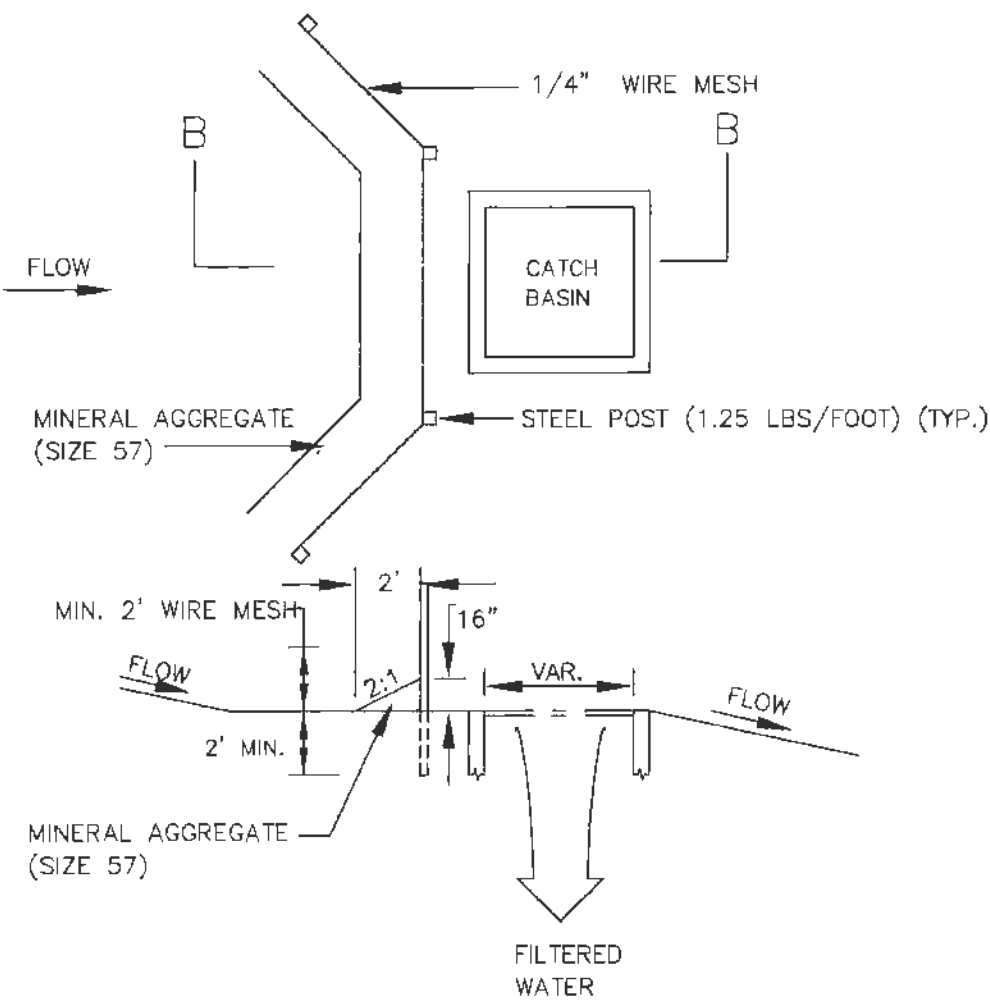 1/4" WIRE MESH
B
B
FLOW
CATCH
BASIN
MINERAL AGGREGATE
(SIZE 57)
STEEL POST (1.25 LBS/FOOT) (TYP.)
2'
MIN. 2' WIRE MESH
16"
FLOW
2:1
VAR.
FLOW
2' MIN.
MINERAL AGGREGATE
(SIZE 57)
FILTERED
WATER